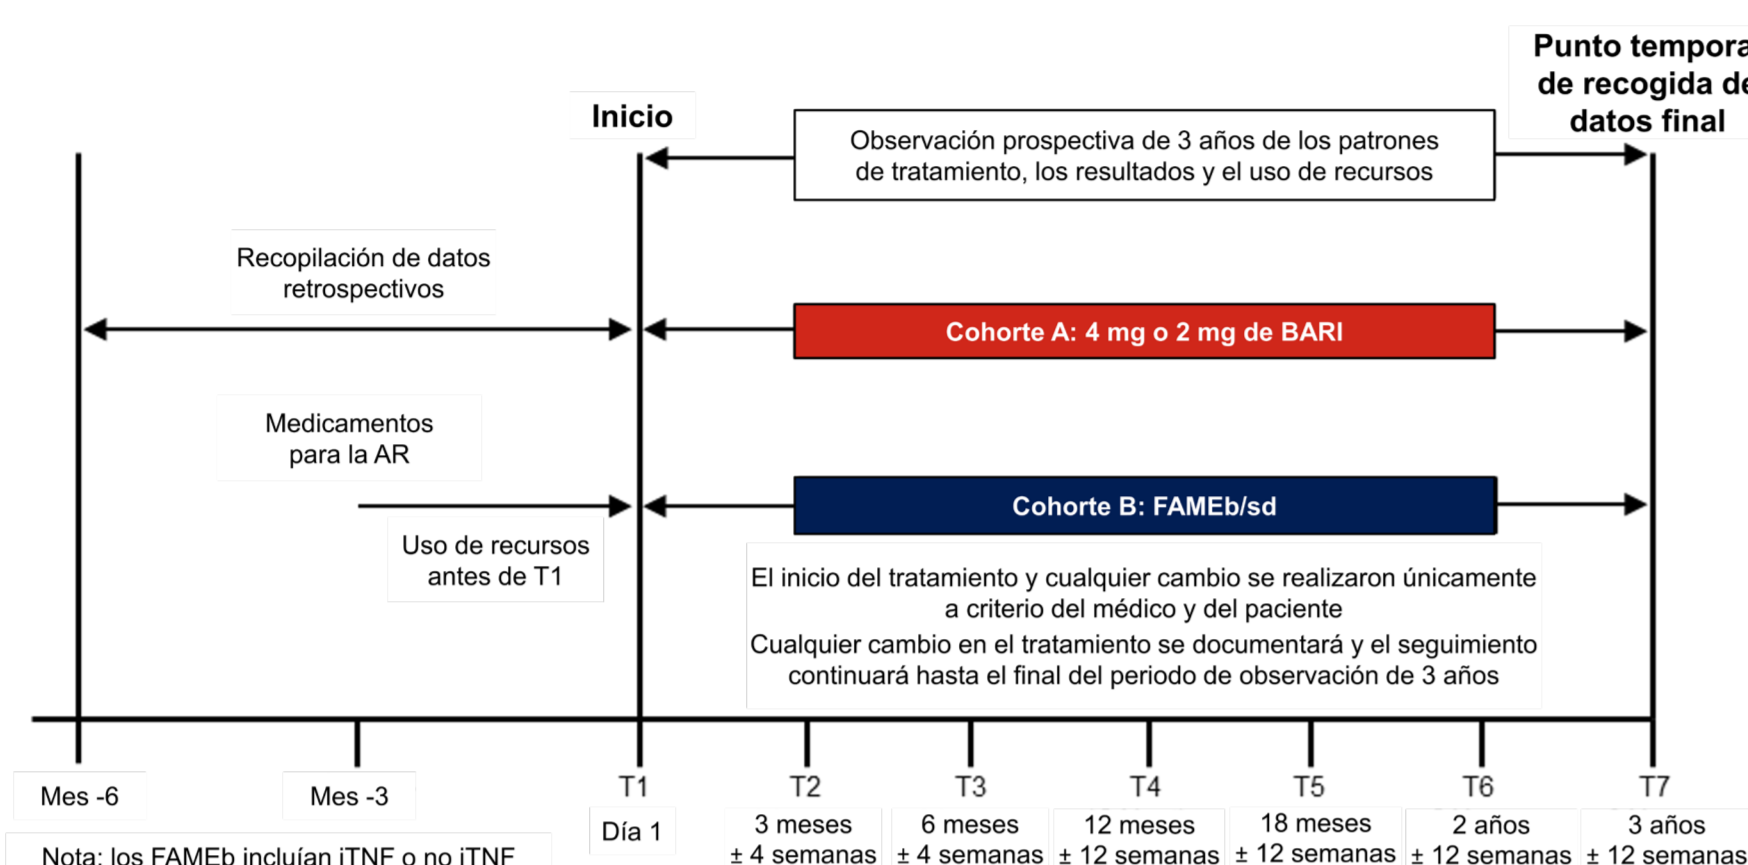 Inicio
Punto tempora
de recogida de
datos final
Observación prospectiva de 3 años de los patrones
de tratamiento, los resultados y el uso de recursos
Recopilación de datos
retrospectivos
Cohorte A: 4 mg o 2 mg de BARI
Medicamentos
para la AR
Cohorte B: FAMEb/sd
Uso de recursos
antes de T1
El inicio del tratamiento y cualquier cambio se realizaron únicamente
a criterio del médico y del paciente
Cualquier cambio en el tratamiento se documentará y el seguimiento
continuará hasta el final del periodo de observación de 3 años
Mes -6
Mes -3
T1
Día 1
T2
3 meses
± 4 semanas
T3
6 meses
± 4 semanas
T4
12 meses
± 12 semanas
T5
18 meses
± 12 semanas
T6
2 años
± 12 semanas
T7
3 años
± 12 semanas
Nota: los FAMEb incluían iTNF o no iTNF